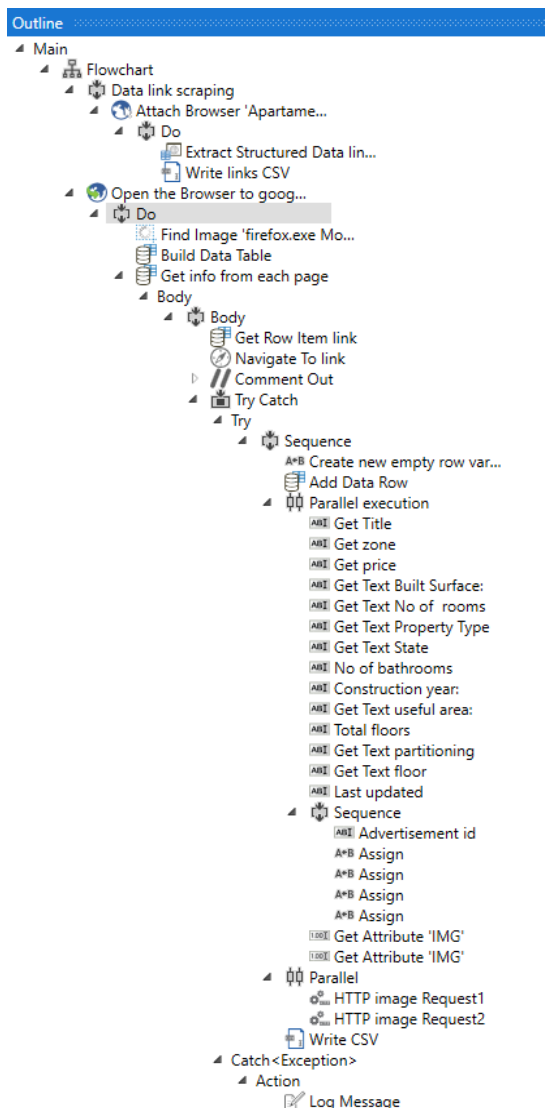 Outline
Main
Flowchart
Data link scraping
Attach Browser 'Apartame...
Do
Extract Structured Data lin...
Write links CSV
Open the Browser to goog...
Do
Find Image 'firefox.exe Mo...
Build Data Table
Get info from each page
Body
Body
Get Row Item link
Navigate To link
Comment Out
Try Catch
Try
Sequence
A+B Create new empty row var...
Add Data Row
Parallel execution
Get Title
Get zone
Get price
Get Text Built Surface:
Get Text No of  rooms
Get Text Property Type
Get Text State
No of bathrooms
Construction year:
Get Text useful area:
Total floors
Get Text partitioning
Get Text floor
Last updated
Sequence
Advertisement id
A+B Assign
A+B Assign
A+B Assign
A+B Assign
Get Attribute 'IMG'
Get Attribute 'IMG'
Parallel
HTTP image Request1
HTTP image Request2
Write CSV
Catch<Exception>
Action
Log Message